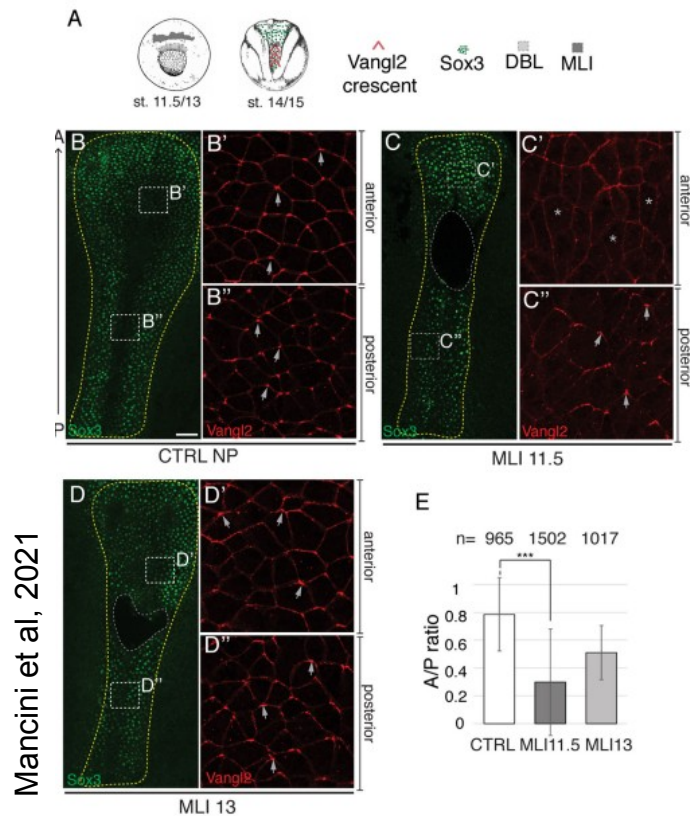 A
st. 11.5/13
st. 14/15
Vangl2
crescent
Sox3
DBL
MLI
A
B
B'
B'
anterior
B"
B"
posterior
P
Sox3
Vangl2
CTRL NP
C
C'
C'
*
*
*
anterior
C"
C"
posterior
Sox3
Vangl2
MLI 11.5
D
D'
D'
anterior
D"
D"
posterior
Sox3
Vangl2
MLI 13
E
n= 965 1502 1017
***
A/P ratio
1
0.8
0.6
0.4
0.2
0
CTRL MLI11.5 MLI13
Mancini et al, 2021